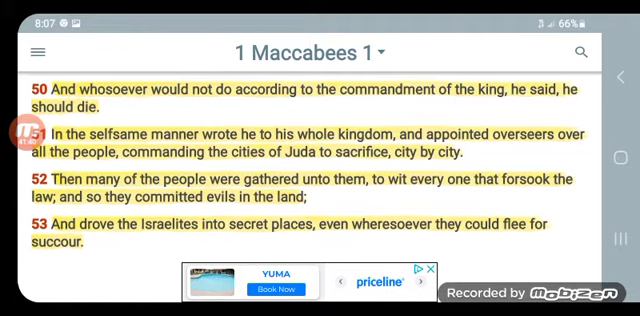 8:07 66%
1 Maccabees 1
50 And whosoever would not do according to the commandment of the king, he said, he
should die.
51 In the selfsame manner wrote he to his whole kingdom, and appointed overseers over
all the people, commanding the cities of Juda to sacrifice, city by city.
52 Then many of the people were gathered unto them, to wit every one that forsook the
law; and so they committed evils in the land;
53 And drove the Israelites into secret places, even wheresoever they could flee for
succour.
41:40
YUMA
Book Now
priceline
Recorded by Mobizen